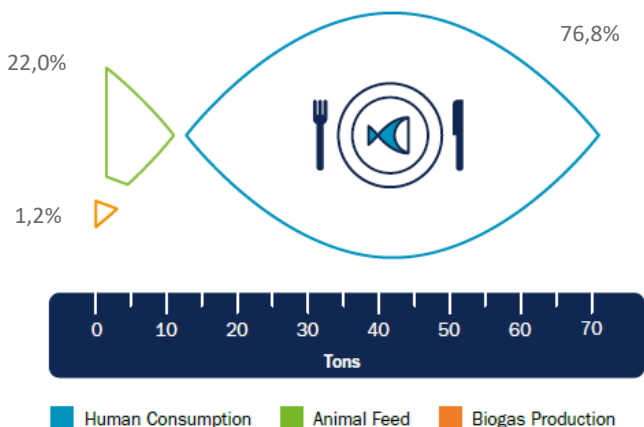 76,8%
22,0%
1,2%
0 10 20 30 40 50 60 70
Tons
Human Consumption Animal Feed Biogas Production